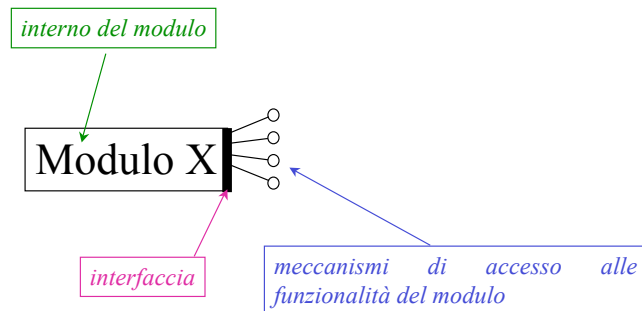 interno del modulo
Modulo X
interfaccia
meccanismi di accesso alle
funzionalità del modulo